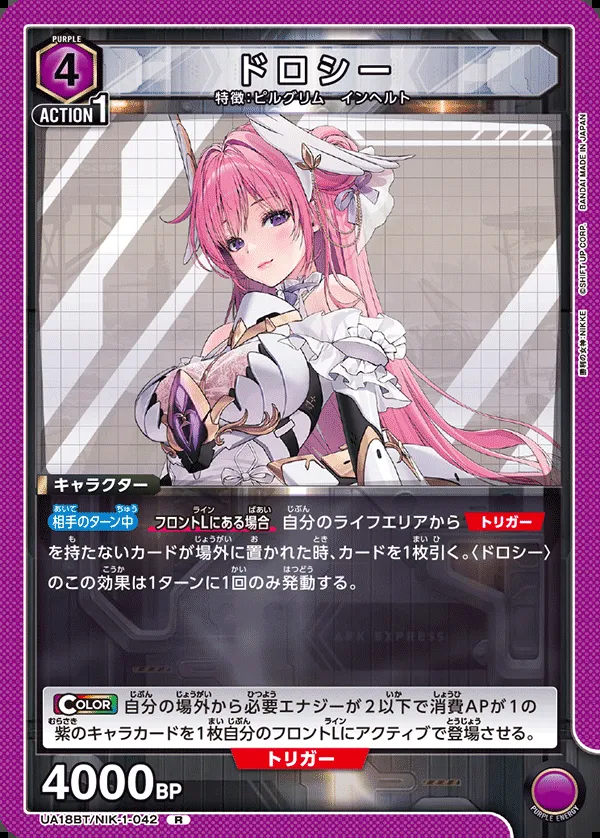 PURPLE
4
ACTION 1
ドロシー
特徴：ピルグリム インヘルト
勝利の女神：NIKKE ©SHIFT UP CORP. BANDAI MADE IN JAPAN
キャラクター
相手のターン中 フロントLにある場合 自分のライフエリアから トリガー
を持たないカードが場外に置かれた時、カードを1枚引く。〈ドロシー〉
のこの効果は1ターンに1回のみ発動する。
APK EXPRESS
COLOR 自分の場外から必要エナジーが2以下で消費APが1の
紫のキャラカードを1枚自分のフロントLにアクティブで登場させる。
トリガー
4000BP
UA18BT/NIK-1-042 R
PURPLE ENERGY